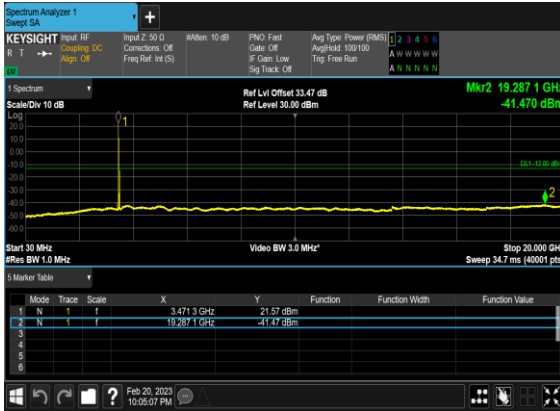 Spectrum Analyzer 1
Swept SA
KEYSIGHT Input: RF Input Z: 50 Ω #Atten: 10 dB PNO: Fast Avg Type: Power (RMS) 1 2 3 4 5 6
R T Coupling: DC Corrections: Off Gate: Off Avg|Hold: 100/100 A W W W W W
Align: Off Freq Ref: Int (S) IF Gain: Low Trig: Free Run
Sig Track: Off A N N N N N
1 Spectrum Ref Lvl Offset 33.47 dB Mkr2 19.287 1 GHz
Scale/Div 10 dB Ref Level 30.00 dBm -41.470 dBm
Log
20.0
10.0
0.00
-10.0
-20.0
-30.0
-40.0
-50.0
-60.0
1
DL1 -13.00 dBm
2
Start 30 MHz Video BW 3.0 MHz* Stop 20.000 GHz
#Res BW 1.0 MHz Sweep 34.7 ms (40001 pts)
5 Marker Table
Mode Trace Scale X Y Function Function Width Function Value
1 N 1 f 3.471 3 GHz 21.57 dBm
2 N 1 f 19.287 1 GHz -41.47 dBm
3
4
5
6
Feb 20, 2023
10:05:07 PM